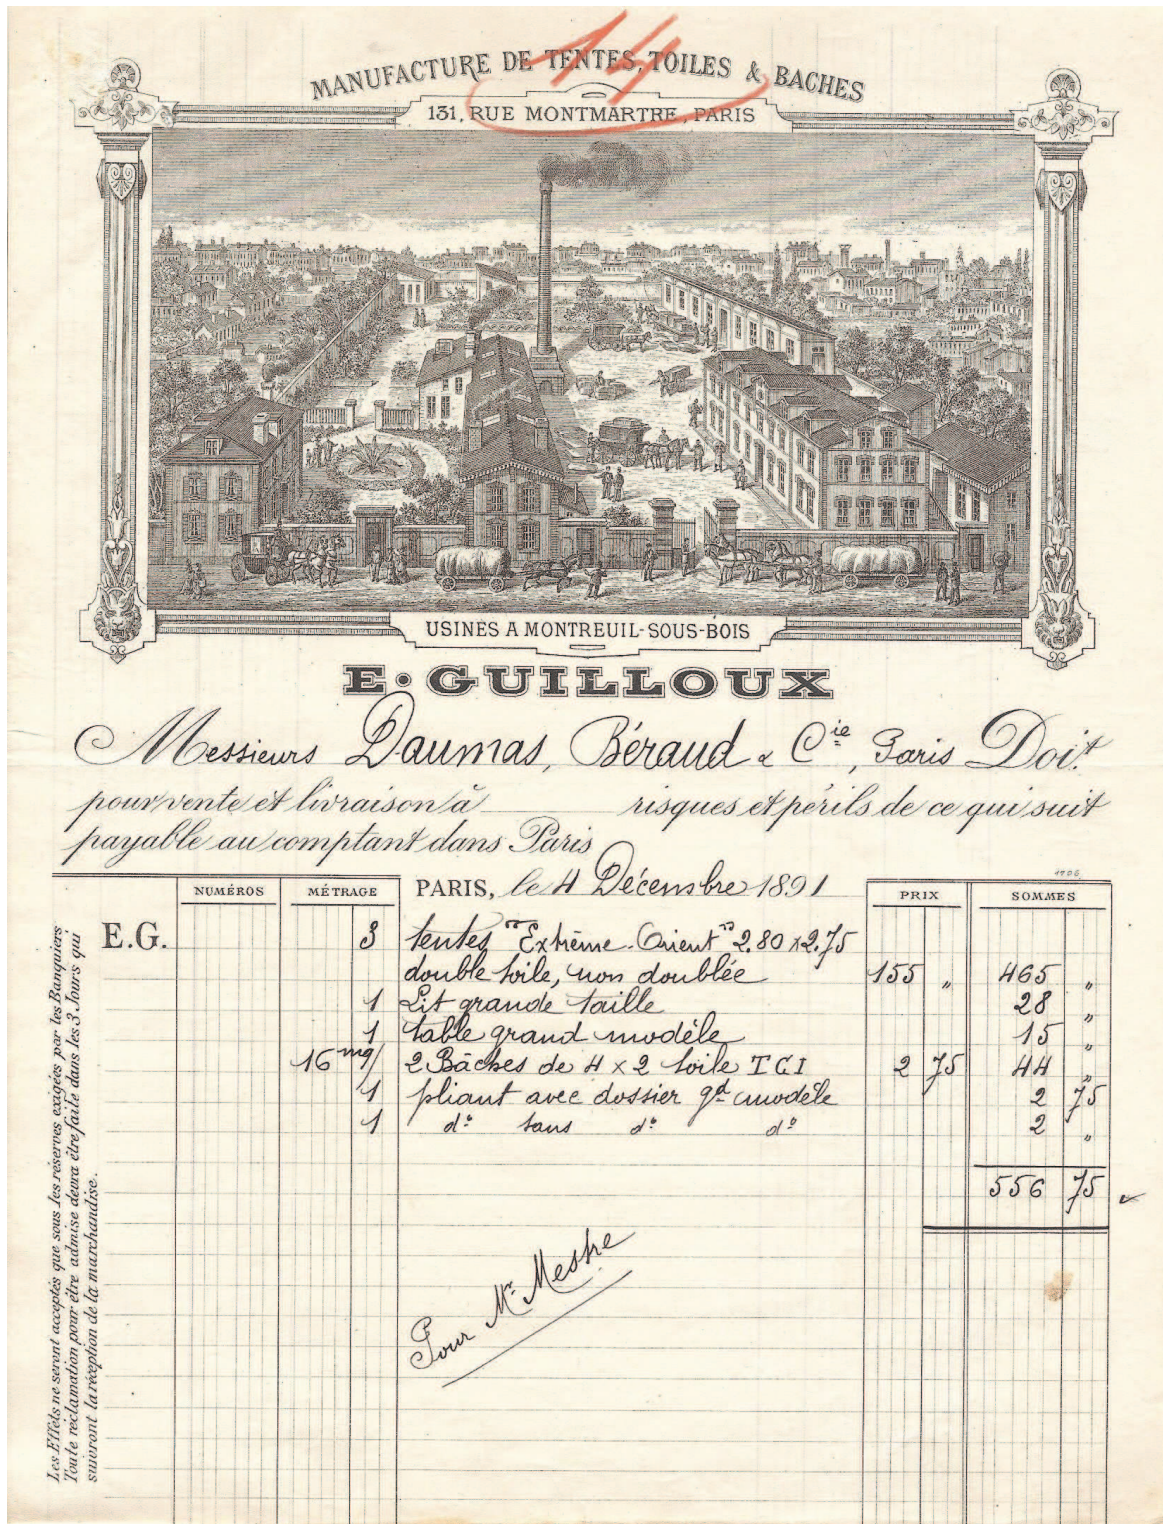 14
MANUFACTURE DE TENTES, TOILES & BACHES
131, RUE MONTMARTRE, PARIS
USINES A MONTREUIL-SOUS-BOIS
E. GUILLOUX
Messieurs Daumas, Béraud & Cie, Paris Doit
pour vente et livraison à risques et périls de ce qui suit
payable au comptant dans Paris
PARIS, le 4 Décembre 1891
NUMÉROS MÉTRAGE PRIX SOMMES
E.G. 3 tentes "Extrême-Orient" 2.80 x 2.75
double toile, non doublée 155 " 465 "
1 Lit grande taille 28 "
1 table grand modèle 15 "
16 mq/ 2 Bâches de 4 x 2 toile TCI 2 75 44 "
1 pliant avec dossier gd modèle 2 75
1 do sans do do 2 "
556 75
Pour Mr Mestre
Les Effets ne seront acceptés que sous les réserves exigées par les Banquiers
Toute réclamation pour être admise devra être faite dans les 3 Jours qui
suivront la réception de la marchandise.